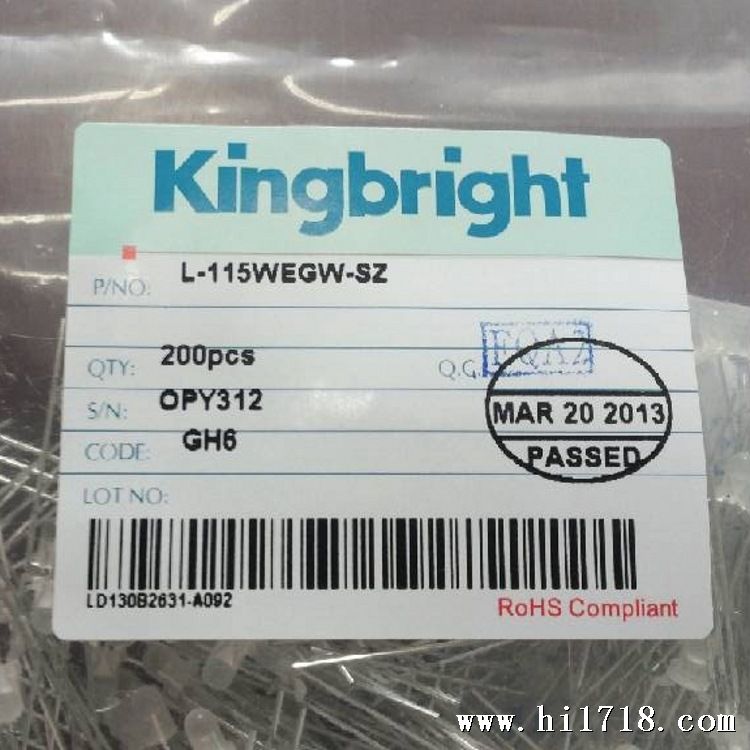 Kingbright
P/NO: L-115WEGW-SZ
QTY: 200pcs
Q.G.
FQA2
S/N: OPY312
MAR 20 2013
CODE: GH6
PASSED
LOT NO:
LD130B2631-A092
RoHS Compliant
www.hi1718.com